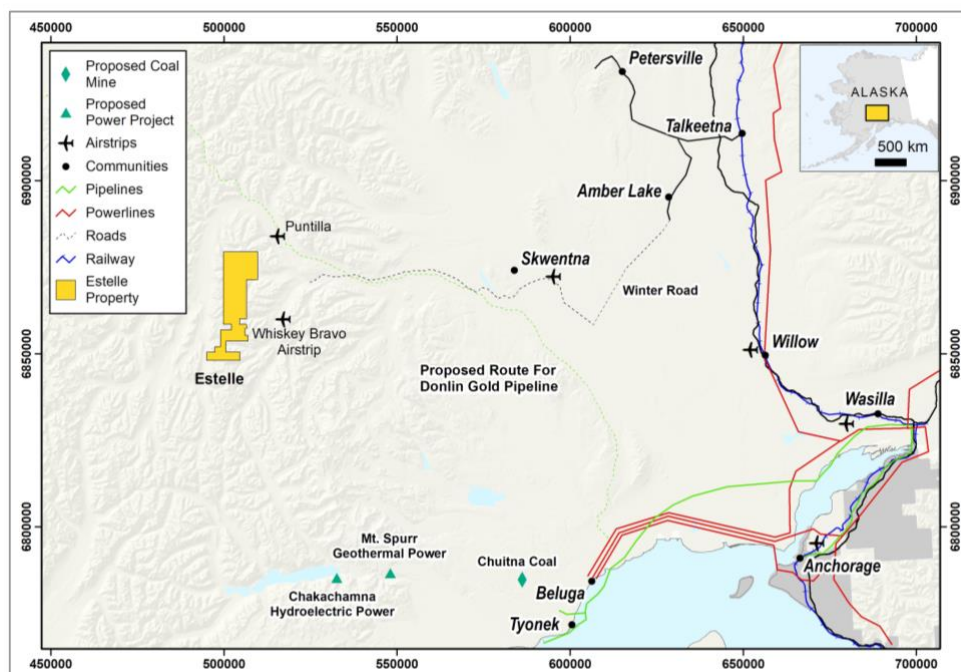 450000 500000 550000 600000 650000 700000
Proposed Coal
Mine
Proposed
Power Project
Airstrips
Communities
Pipelines
Powerlines
Roads
Railway
Estelle
Property
ALASKA
500 km
Petersville
Talkeetna
6900000
6900000
Amber Lake
Puntilla
Skwentna
Winter Road
Whiskey Bravo
Airstrip
Estelle
6850000
6850000
Willow
Proposed Route For
Donlin Gold Pipeline
Wasilla
6800000
6800000
Mt. Spurr
Geothermal Power
Chuitna Coal
Chakachamna
Hydroelectric Power
Beluga
Anchorage
Tyonek
450000 500000 550000 600000 650000 700000